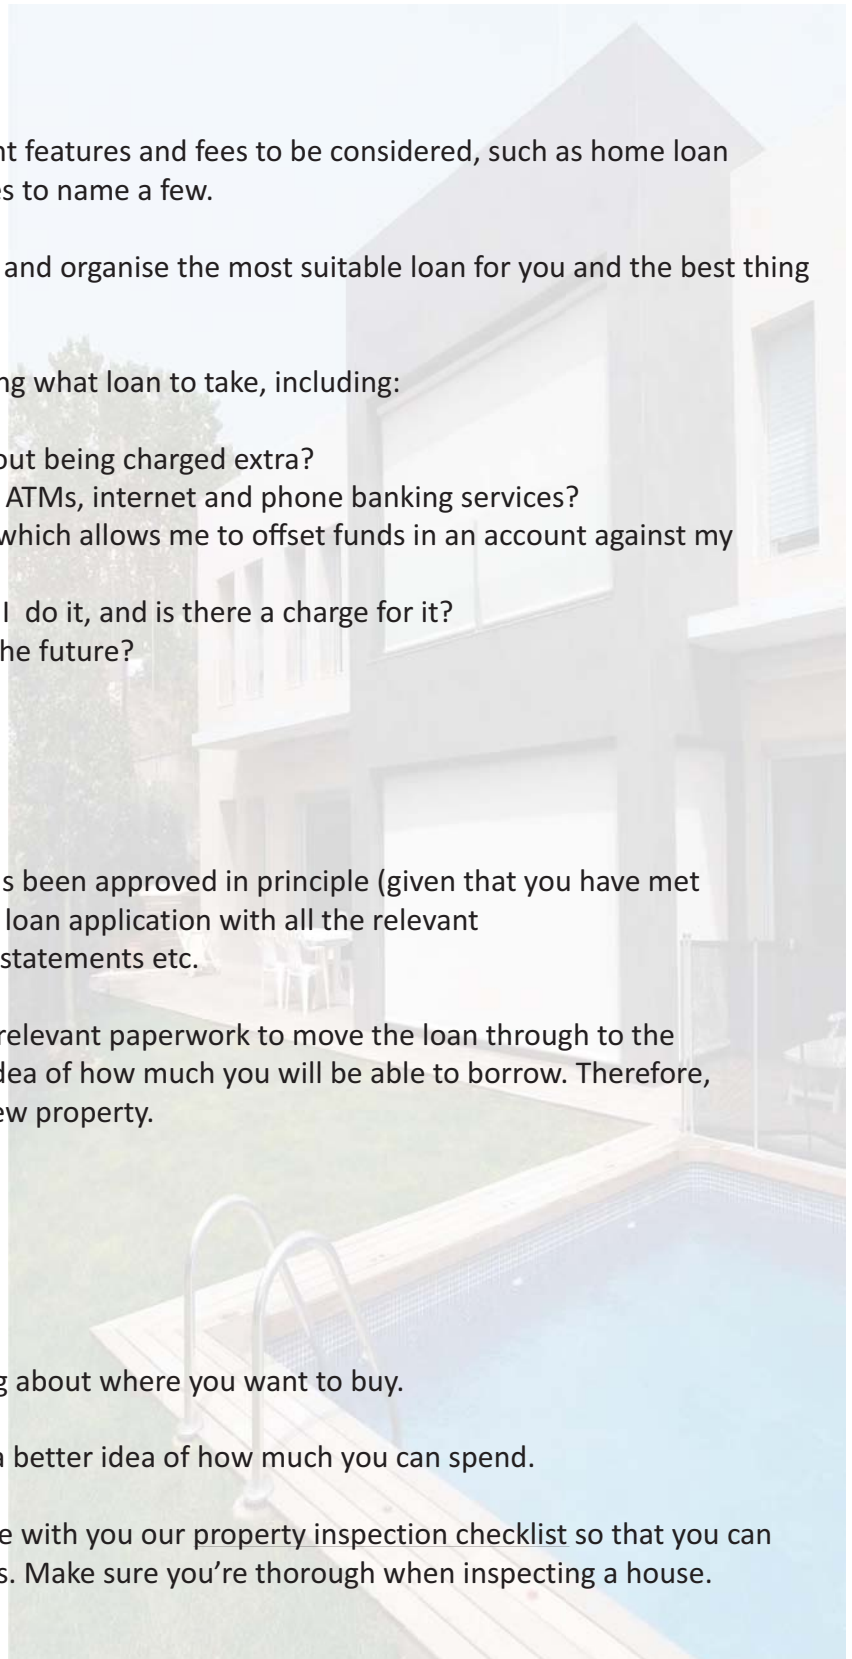 nt features and fees to be considered, such as home loan
es to name a few.
and organise the most suitable loan for you and the best thing
ng what loan to take, including:
out being charged extra?
ATMs, internet and phone banking services?
which allows me to offset funds in an account against my
I do it, and is there a charge for it?
he future?
s been approved in principle (given that you have met
loan application with all the relevant
statements etc.
relevant paperwork to move the loan through to the
dea of how much you will be able to borrow. Therefore,
ew property.
g about where you want to buy.
a better idea of how much you can spend.
e with you our property inspection checklist so that you can
s. Make sure you’re thorough when inspecting a house.